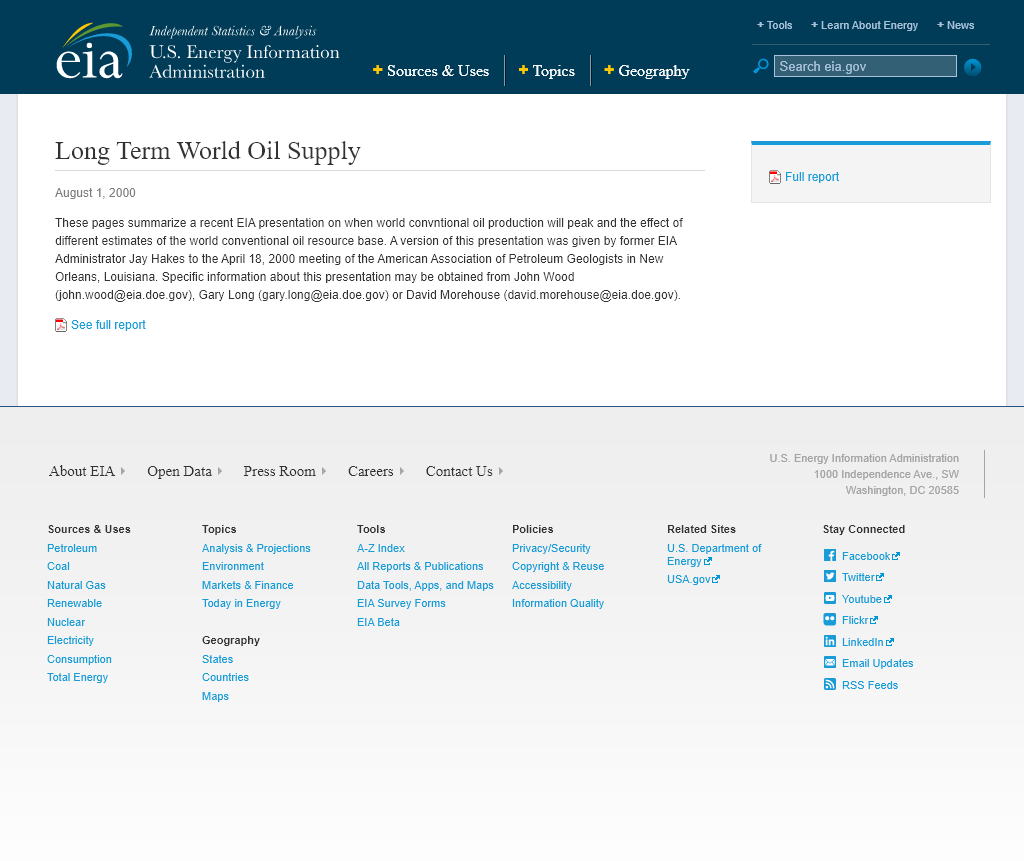 eia
Independent Statistics & Analysis
U.S. Energy Information
Administration
Sources & Uses
Topics
Geography
Tools
Learn About Energy
News
Search eia.gov
Long Term World Oil Supply
August 1, 2000
These pages summarize a recent EIA presentation on when world convntional oil production will peak and the effect of
different estimates of the world conventional oil resource base. A version of this presentation was given by former EIA
Administrator Jay Hakes to the April 18, 2000 meeting of the American Association of Petroleum Geologists in New
Orleans, Louisiana. Specific information about this presentation may be obtained from John Wood
(john.wood@eia.doe.gov), Gary Long (gary.long@eia.doe.gov) or David Morehouse (david.morehouse@eia.doe.gov).
See full report
Full report
About EIA
Open Data
Press Room
Careers
Contact Us
U.S. Energy Information Administration
1000 Independence Ave., SW
Washington, DC 20585
Sources & Uses
Petroleum
Coal
Natural Gas
Renewable
Nuclear
Electricity
Consumption
Total Energy
Topics
Analysis & Projections
Environment
Markets & Finance
Today in Energy
Geography
States
Countries
Maps
Tools
A-Z Index
All Reports & Publications
Data Tools, Apps, and Maps
EIA Survey Forms
EIA Beta
Policies
Privacy/Security
Copyright & Reuse
Accessibility
Information Quality
Related Sites
U.S. Department of
Energy
USA.gov
Stay Connected
Facebook
Twitter
Youtube
Flickr
LinkedIn
Email Updates
RSS Feeds